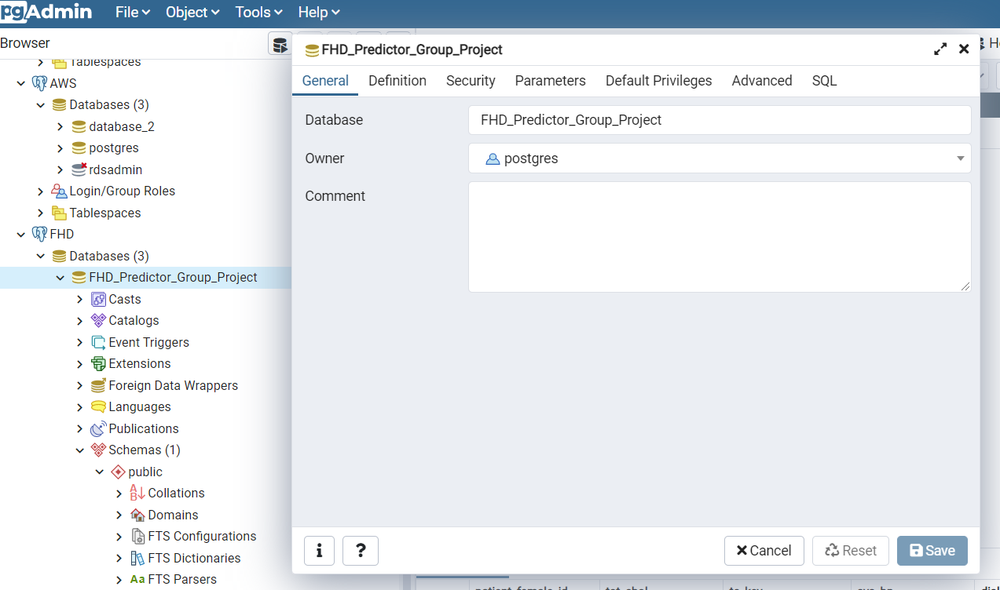 pgAdmin File Object Tools Help
Browser
Tablespaces
AWS
Databases (3)
database_2
postgres
rdsadmin
Login/Group Roles
Tablespaces
FHD
Databases (3)
FHD_Predictor_Group_Project
Casts
Catalogs
Event Triggers
Extensions
Foreign Data Wrappers
Languages
Publications
Schemas (1)
public
Collations
Domains
FTS Configurations
FTS Dictionaries
Aa FTS Parsers
FHD_Predictor_Group_Project
General Definition Security Parameters Default Privileges Advanced SQL
Database FHD_Predictor_Group_Project
Owner postgres
Comment
i ? Cancel Reset Save